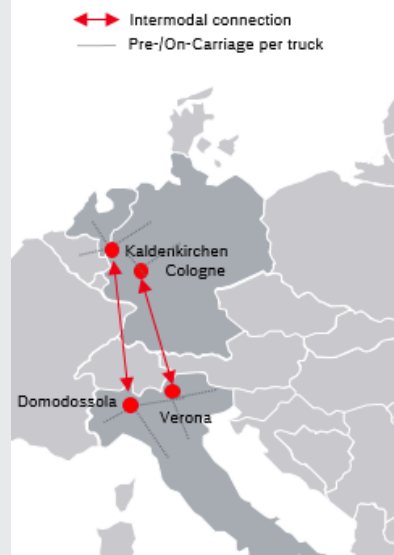 Intermodal connection
Pre-/On-Carriage per truck
Kaldenkirchen
Cologne
Domodossola
Verona